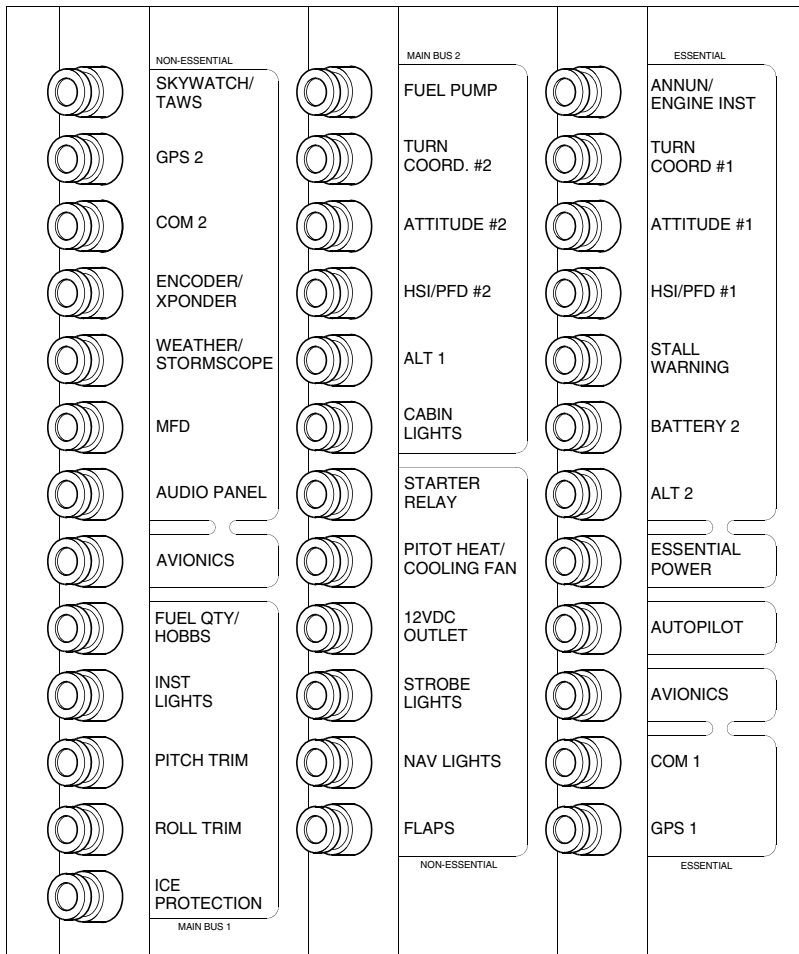 NON-ESSENTIAL
SKYWATCH/
TAWS
GPS 2
COM 2
ENCODER/
XPONDER
WEATHER/
STORMSCOPE
MFD
AUDIO PANEL
AVIONICS
FUEL QTY/
HOBBS
INST
LIGHTS
PITCH TRIM
ROLL TRIM
ICE
PROTECTION
MAIN BUS 1
MAIN BUS 2
FUEL PUMP
TURN
COORD. #2
ATTITUDE #2
HSI/PFD #2
ALT 1
CABIN
LIGHTS
STARTER
RELAY
PITOT HEAT/
COOLING FAN
12VDC
OUTLET
STROBE
LIGHTS
NAV LIGHTS
FLAPS
NON-ESSENTIAL
ESSENTIAL
ANNUN/
ENGINE INST
TURN
COORD #1
ATTITUDE #1
HSI/PFD #1
STALL
WARNING
BATTERY 2
ALT 2
ESSENTIAL
POWER
AUTOPILOT
AVIONICS
COM 1
GPS 1
ESSENTIAL